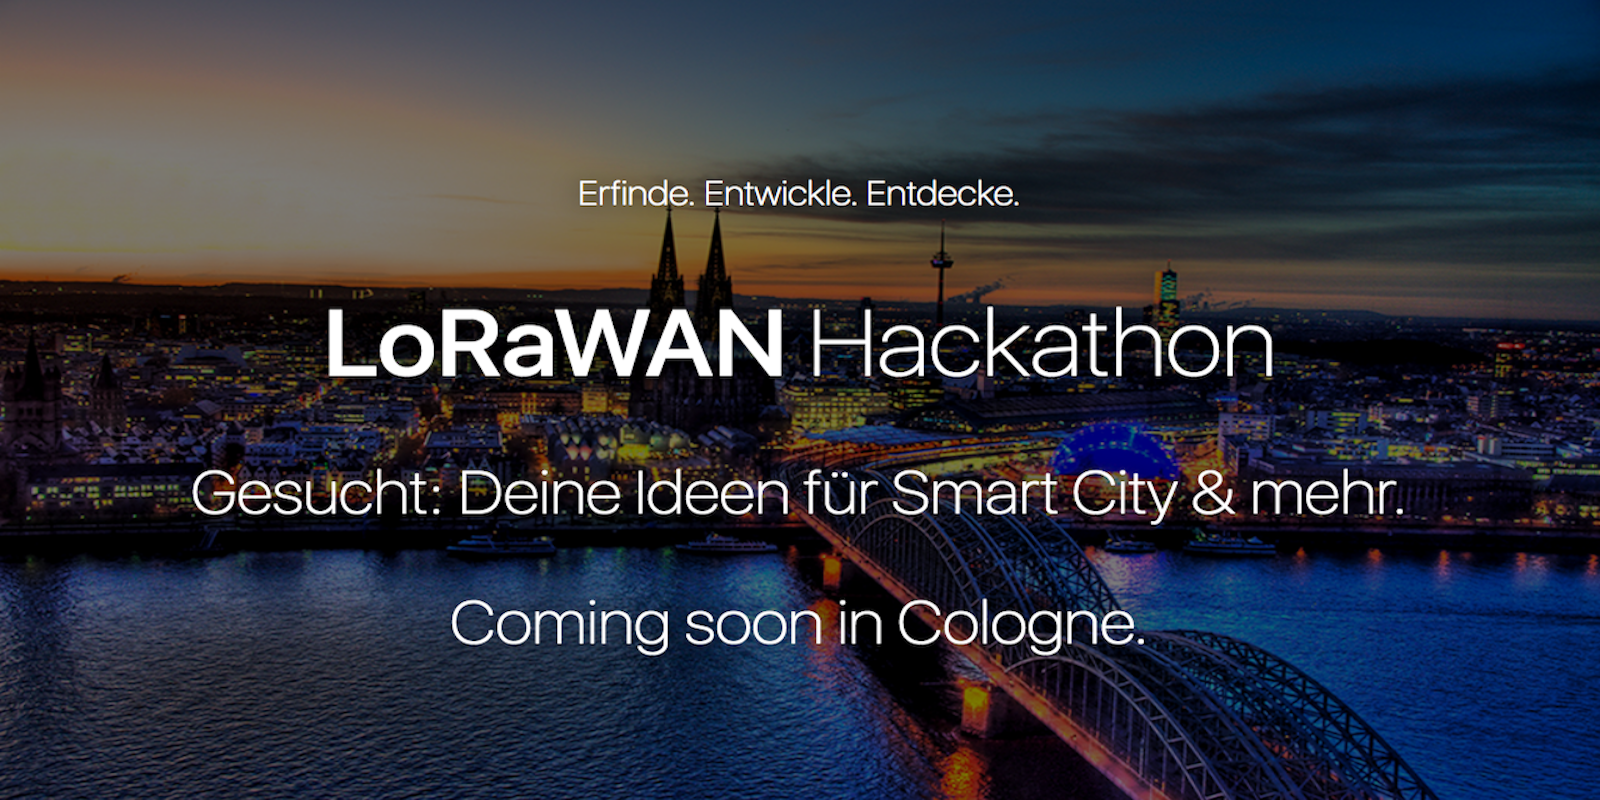 Erfinde. Entwickle. Entdecke.
LoRaWAN Hackathon
Gesucht: Deine Ideen für Smart City & mehr.
Coming soon in Cologne.